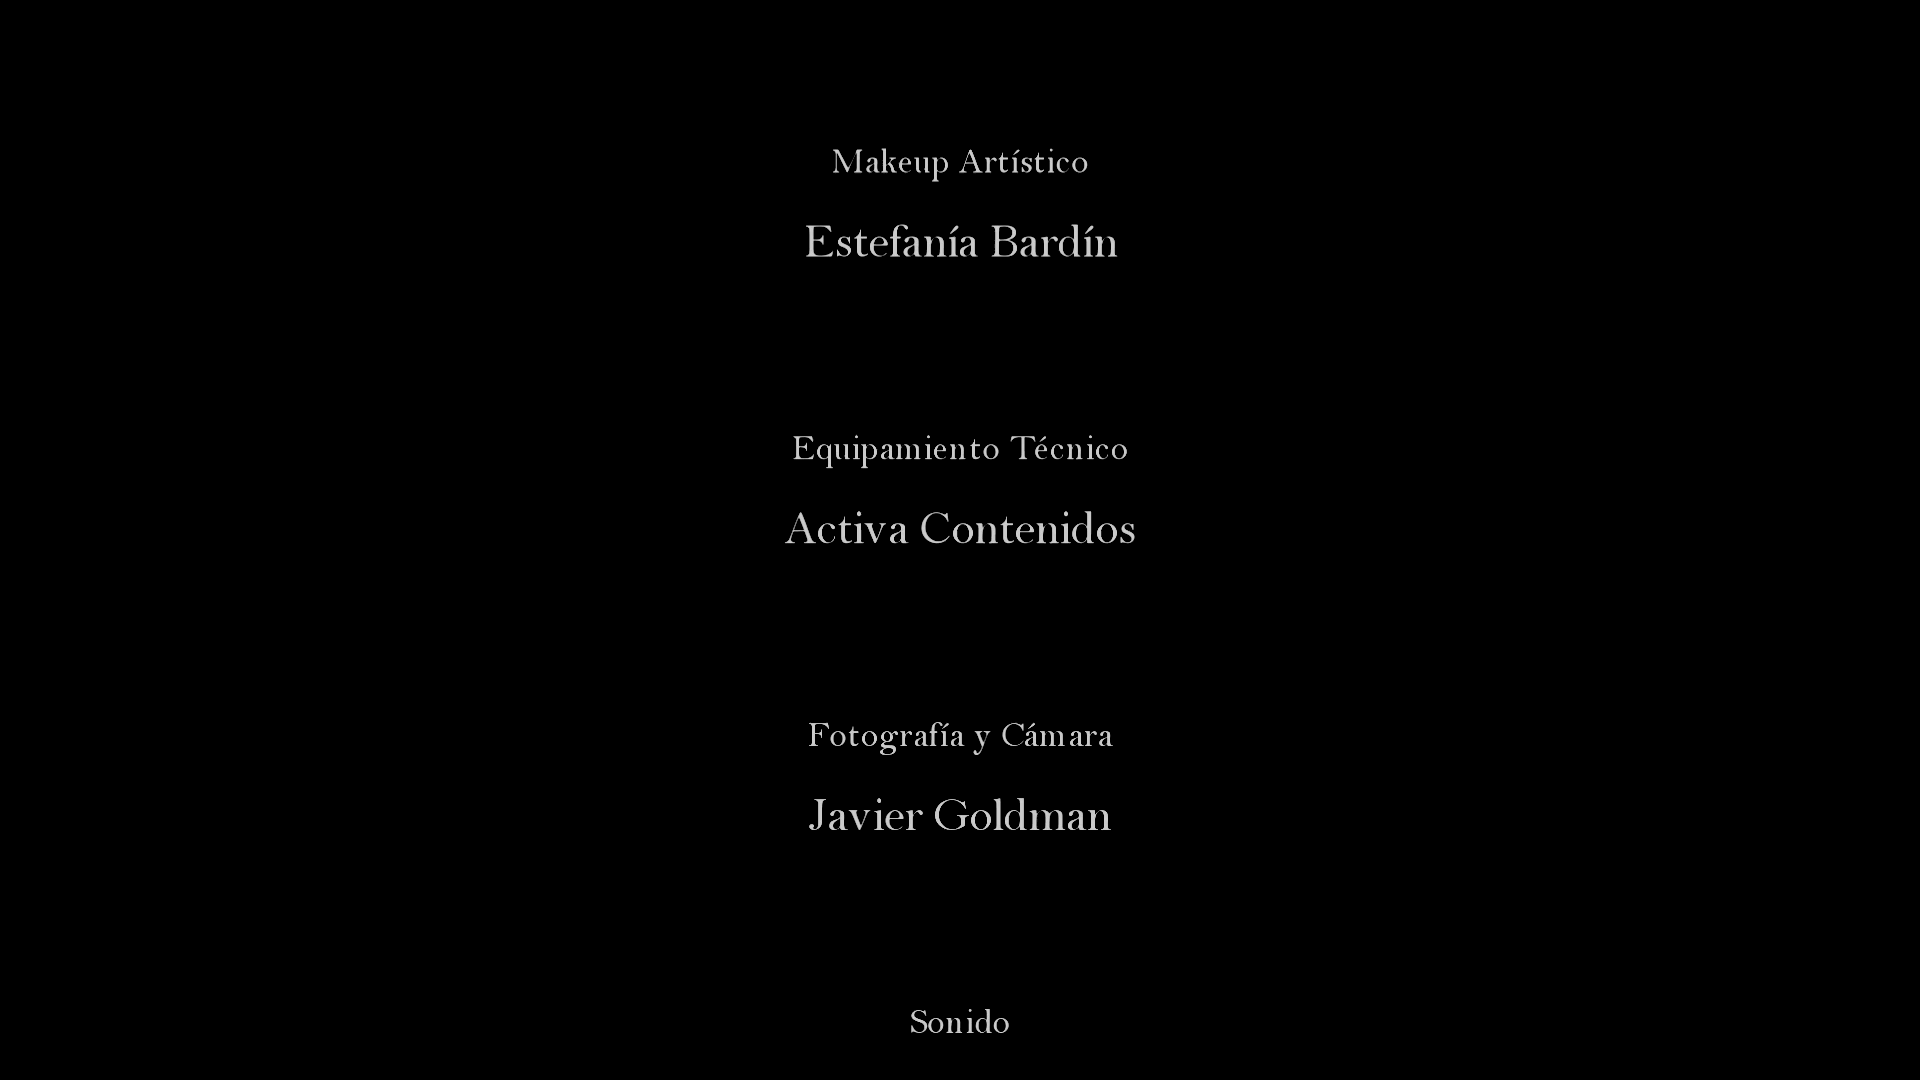 Makeup Artístico
Estefanía Bardín
Equipamiento Técnico
Activa Contenidos
Fotografía y Cámara
Javier Goldman
Sonido